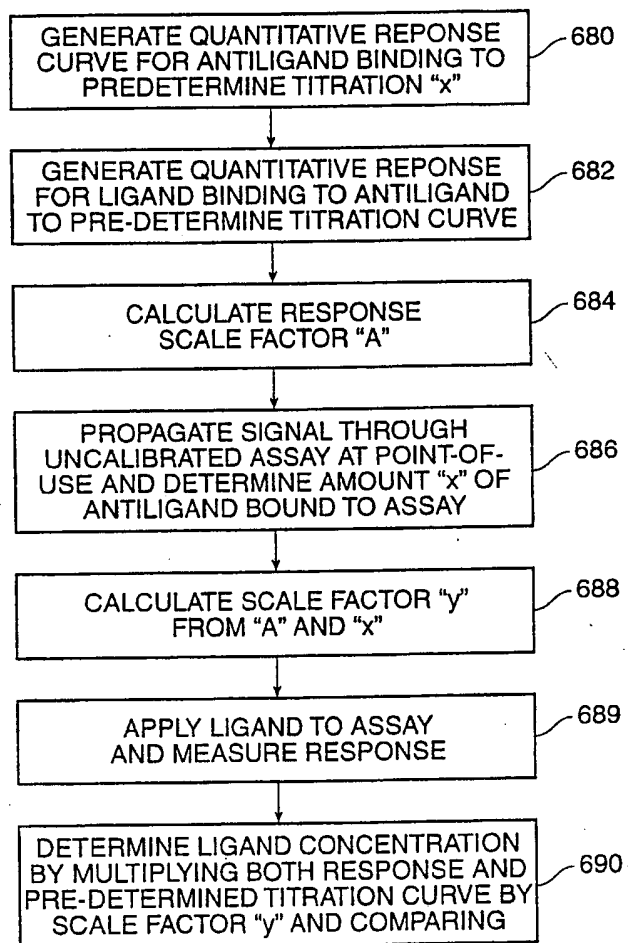 GENERATE QUANTITATIVE REPONSE
CURVE FOR ANTILIGAND BINDING TO
PREDETERMINE TITRATION “x”
680
GENERATE QUANTITATIVE REPONSE
FOR LIGAND BINDING TO ANTILIGAND
TO PRE-DETERMINE TITRATION CURVE
682
CALCULATE RESPONSE
SCALE FACTOR “A”
684
PROPAGATE SIGNAL THROUGH
UNCALIBRATED ASSAY AT POINT-OF-
USE AND DETERMINE AMOUNT “x” OF
ANTILIGAND BOUND TO ASSAY
686
CALCULATE SCALE FACTOR “y”
FROM “A” AND “x”
688
APPLY LIGAND TO ASSAY
AND MEASURE RESPONSE
689
DETERMINE LIGAND CONCENTRATION
BY MULTIPLYING BOTH RESPONSE AND
PRE-DETERMINED TITRATION CURVE BY
SCALE FACTOR “y” AND COMPARING
690